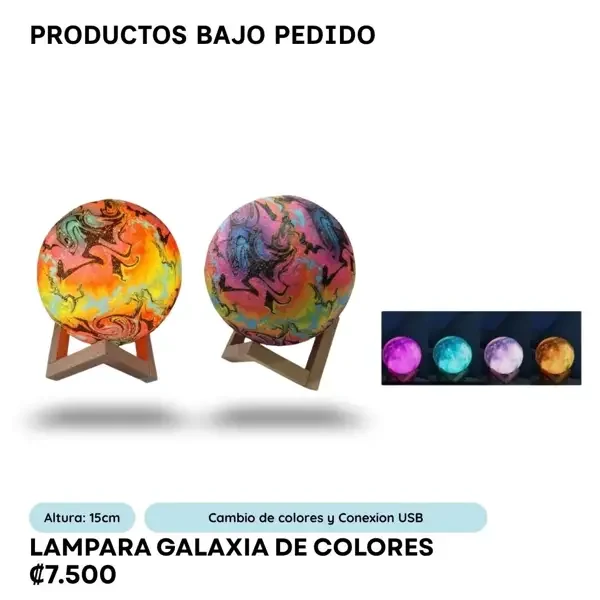 PRODUCTOS BAJO PEDIDO
Altura: 15cm
Cambio de colores y Conexion USB
LAMPARA GALAXIA DE COLORES
₡7.500